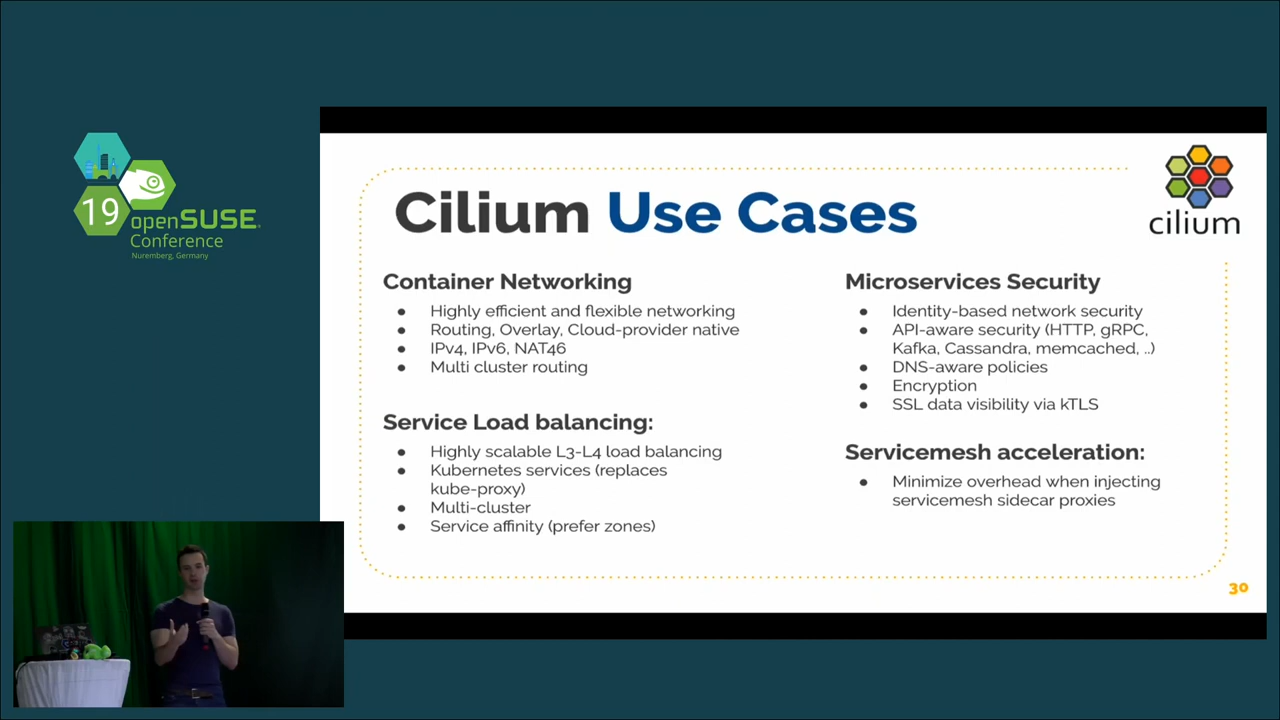 19
openSUSE
Conference
Nuremberg, Germany
Cilium Use Cases
cilium
Container Networking
● Highly efficient and flexible networking
● Routing, Overlay, Cloud-provider native
● IPv4, IPv6, NAT46
● Multi cluster routing
Service Load balancing:
● Highly scalable L3-L4 load balancing
● Kubernetes services (replaces
kube-proxy)
● Multi-cluster
● Service affinity (prefer zones)
Microservices Security
● Identity-based network security
● API-aware security (HTTP, gRPC,
Kafka, Cassandra, memcached, ..)
● DNS-aware policies
● Encryption
● SSL data visibility via kTLS
Servicemesh acceleration:
● Minimize overhead when injecting
servicemesh sidecar proxies
30